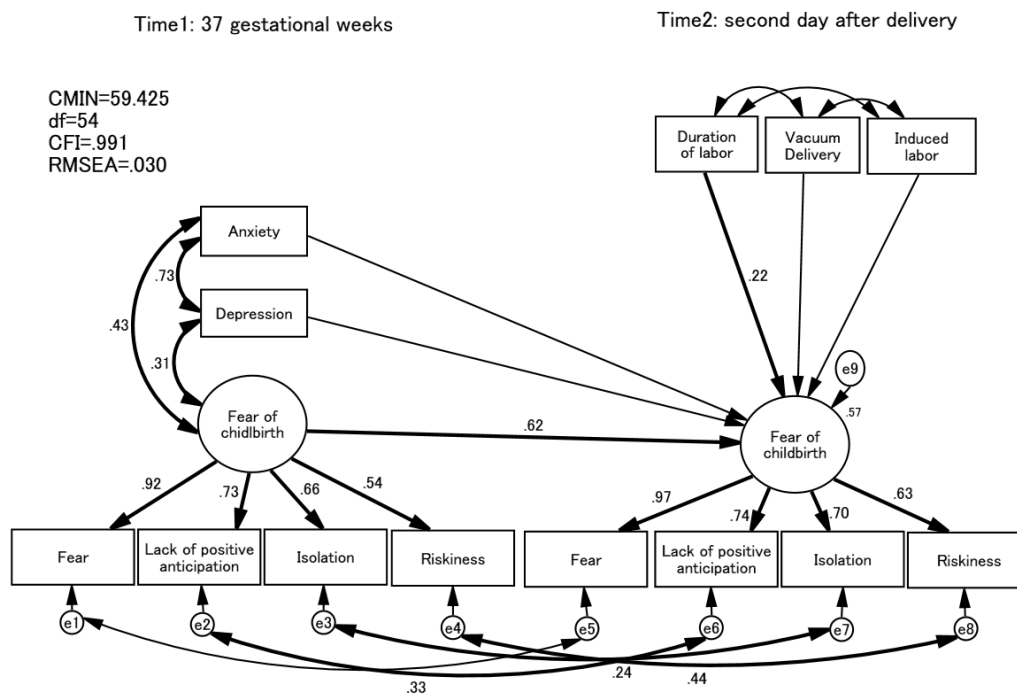 Time1: 37 gestational weeks
Time2: second day after delivery
CMIN=59.425
df=54
CFI=.991
RMSEA=.030
Duration
of labor
Vacuum
Delivery
Induced
labor
Anxiety
.73
.43
Depression
.31
.22
e9
.57
Fear of
chidlbirth
.62
Fear of
childbirth
.92
.73
.66
.54
.97
.74
.70
.63
Fear
Lack of positive
anticipation
Isolation
Riskiness
Fear
Lack of positive
anticipation
Isolation
Riskiness
e1
e2
e3
e4
e5
e6
e7
e8
.33
.24
.44